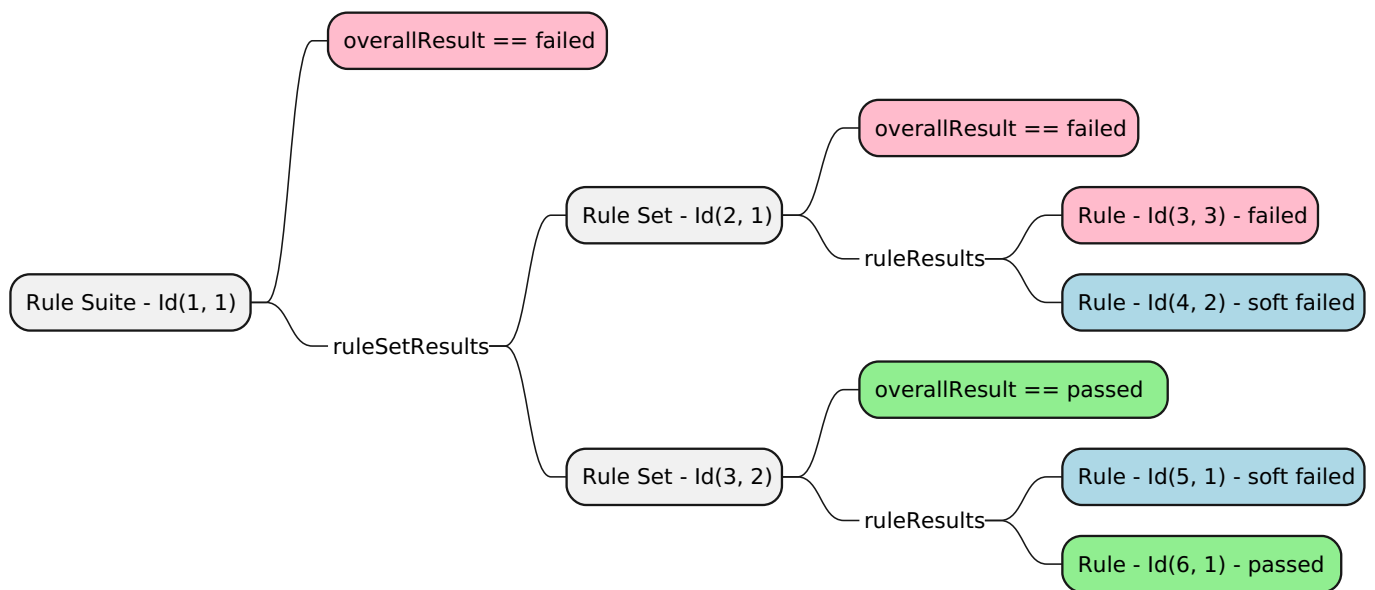 overallResult == failed
overallResult == failed
Rule Set - Id(2, 1)
Rule - Id(3, 3) - failed
ruleResults
Rule Suite - Id(1, 1)
Rule - Id(4, 2) - soft failed
ruleSetResults
overallResult == passed
Rule Set - Id(3, 2)
Rule - Id(5, 1) - soft failed
ruleResults
Rule - Id(6, 1) - passed